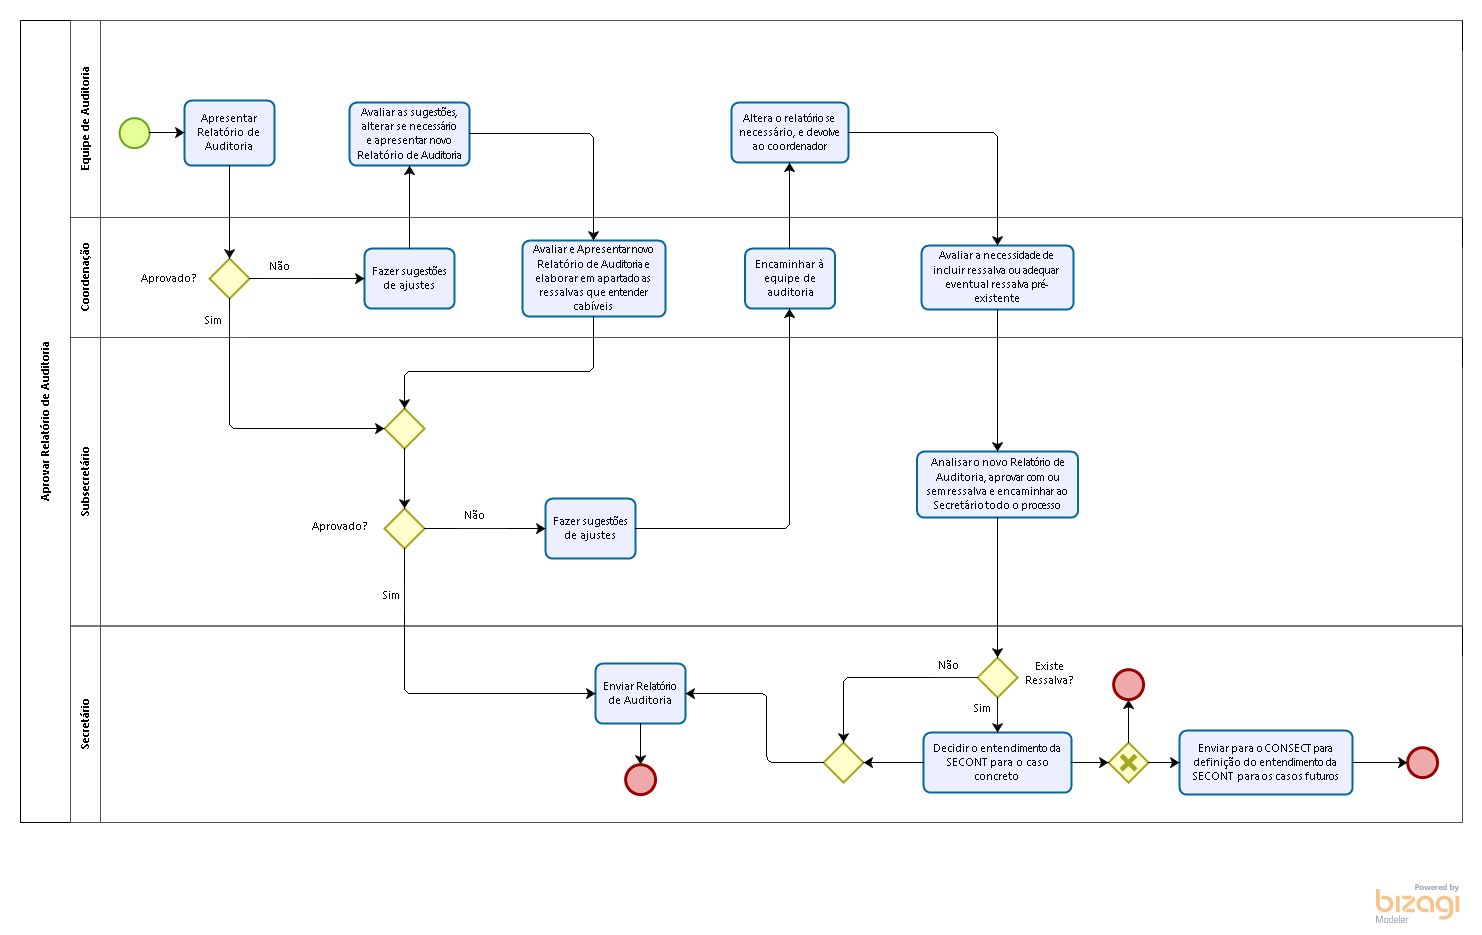 Aprovar Relatório de Auditoria
Equipe de Auditoria
Apresentar
Relatório de
Auditoria
Avaliar as sugestões,
alterar se necessário
e apresentar novo
Relatório de Auditoria
Altera o relatório se
necessário, e devolve
ao coordenador
Coordenação
Aprovado?
Não
Sim
Fazer sugestões
de ajustes
Avaliar e Apresentar novo
Relatório de Auditoria e
elaborar em apartado as
ressalvas que entender
cabíveis
Encaminhar à
equipe de
auditoria
Avaliar a necessidade de
incluir ressalva ou adequar
eventual ressalva pré-
existente
Subsecretário
Aprovado?
Não
Sim
Fazer sugestões
de ajustes
Analisar o novo Relatório de
Auditoria, aprovar com ou
sem ressalva e encaminhar ao
Secretário todo o processo
Secretário
Enviar Relatório
de Auditoria
Não
Existe
Ressalva?
Sim
Decidir o entendimento da
SECONT para o caso
concreto
Enviar para o CONSECT para
definição do entendimento da
SECONT para os casos futuros
Powered by
bizagi
Modeler